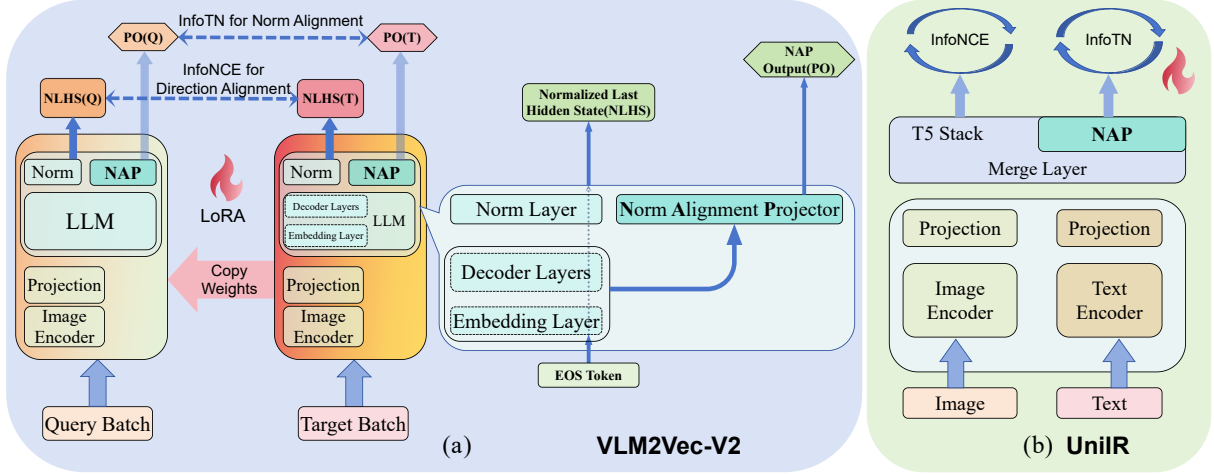 InfoTN for Norm Alignment
PO(Q)
PO(T)
InfoNCE for
Direction Alignment
NLHS(Q)
NLHS(T)
Norm
NAP
LLM
Projection
Image
Encoder
Query Batch
LoRA
Copy
Weights
Norm
NAP
Decoder Layers
Embedding Layer
LLM
Projection
Image
Encoder
Target Batch
Normalized Last
Hidden State(NLHS)
NAP
Output(PO)
Norm Layer
Norm Alignment Projector
Decoder Layers
Embedding Layer
EOS Token
(a)
VLM2Vec-V2
InfoNCE
InfoTN
T5 Stack
NAP
Merge Layer
Projection
Projection
Image
Encoder
Text
Encoder
Image
Text
(b) UniIR